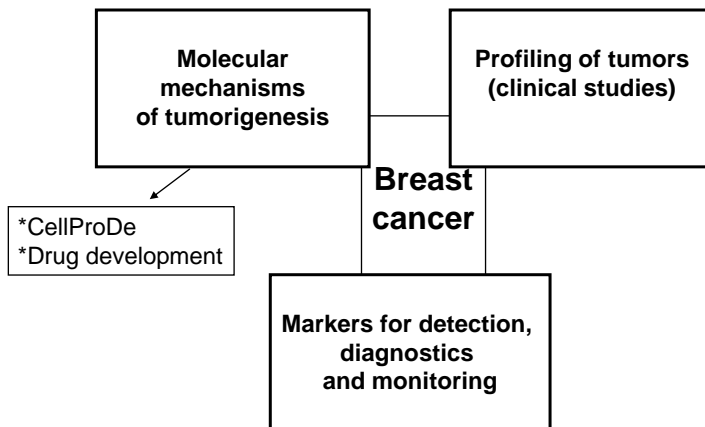 Molecular
mechanisms
of tumorigenesis
Profiling of tumors
(clinical studies)
Breast
cancer
*CellProDe
*Drug development
Markers for detection,
diagnostics
and monitoring